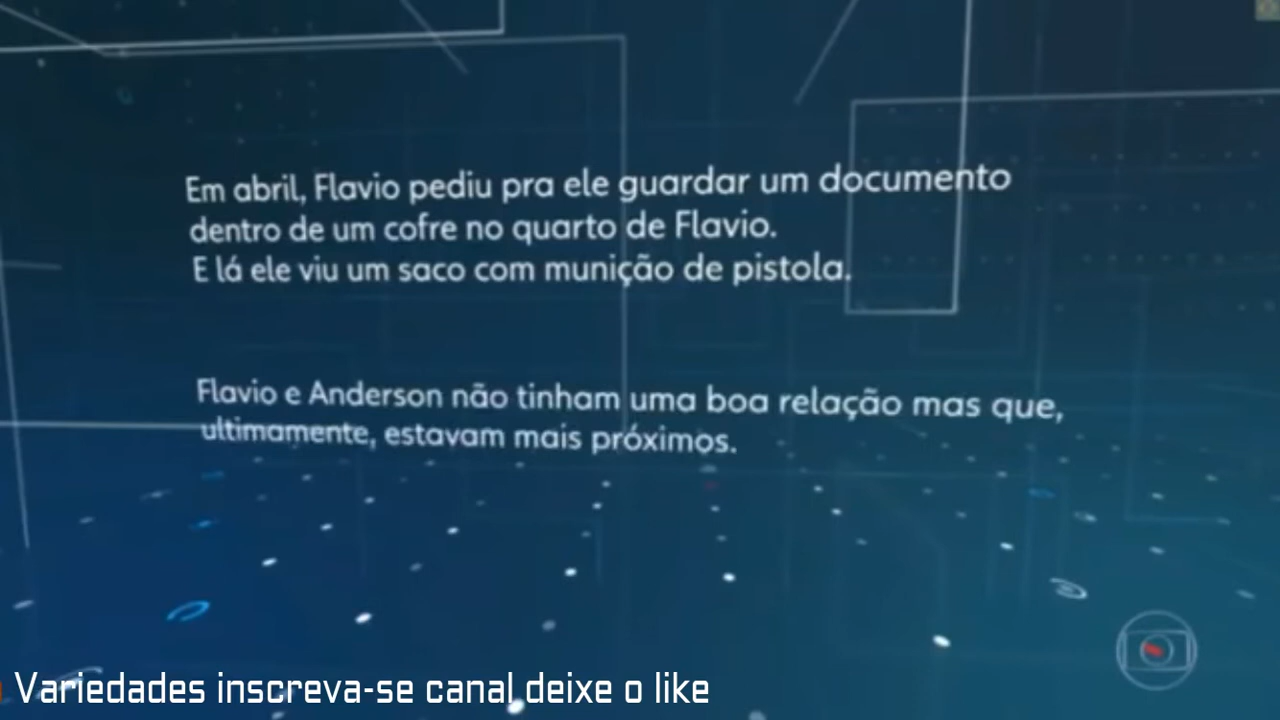 Em abril, Flavio pediu pra ele guardar um documento
dentro de um cofre no quarto de Flavio.
E lá ele viu um saco com munição de pistola.
Flavio e Anderson não tinham uma boa relação mas que,
ultimamente, estavam mais próximos.
Variedades inscreva-se canal deixe o like